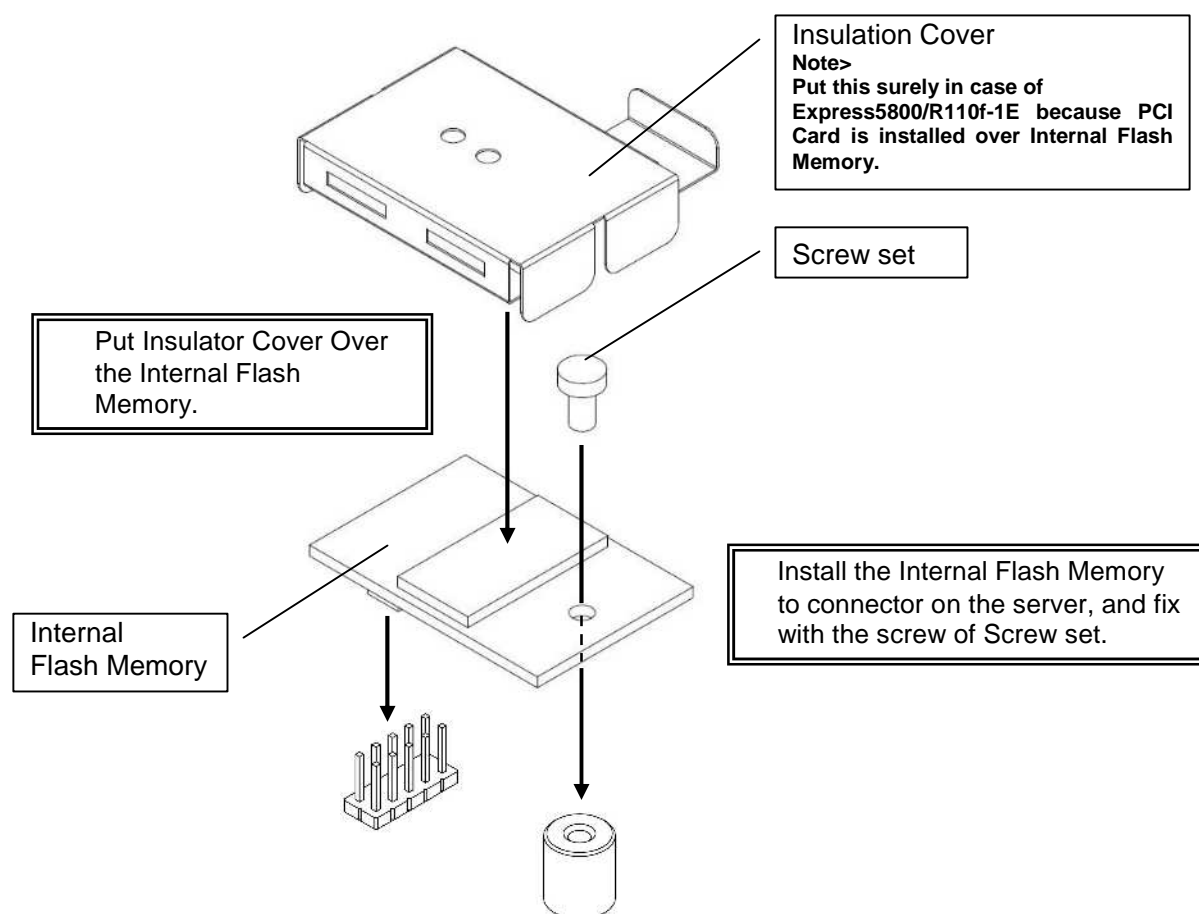 Insulation Cover
Note>
Put this surely in case of
Express5800/R110f-1E because PCI
Card is installed over Internal Flash
Memory.
Screw set
Put Insulator Cover Over
the Internal Flash
Memory.
Install the Internal Flash Memory
to connector on the server, and fix
with the screw of Screw set.
Internal
Flash Memory